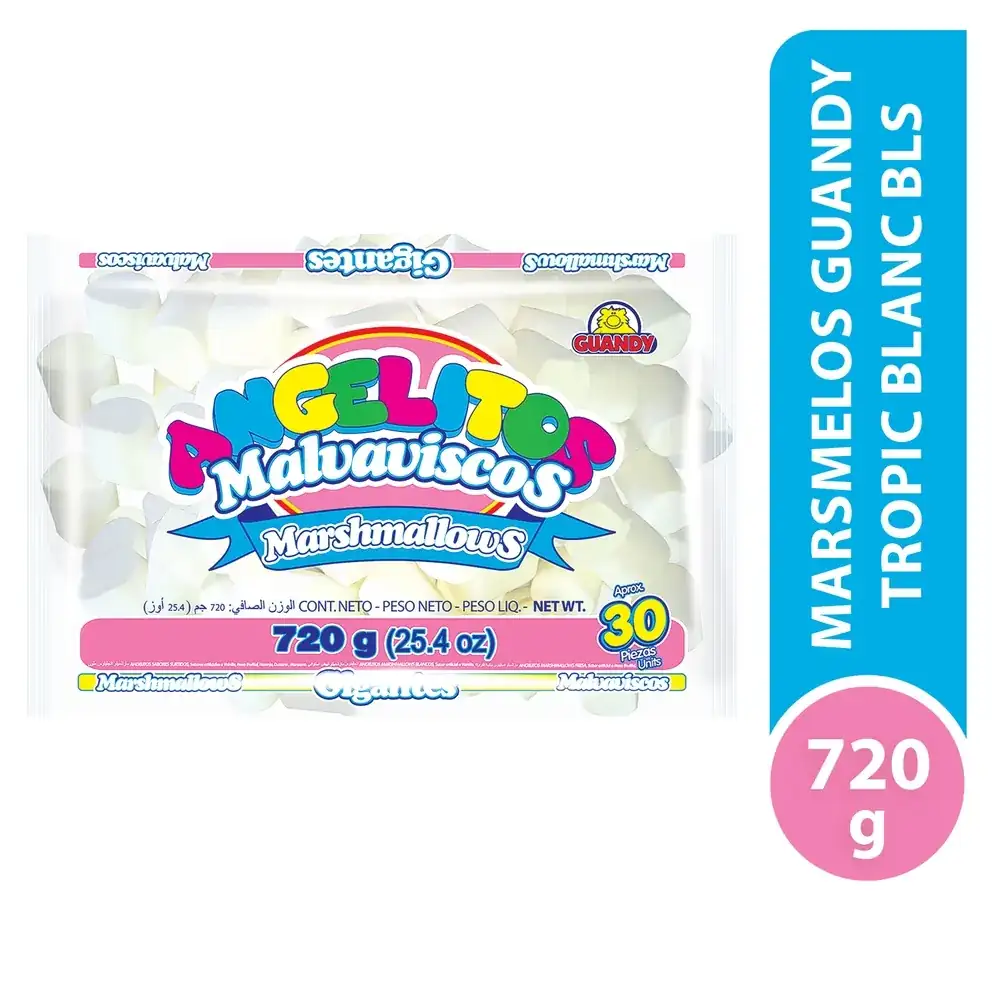 Malvaviscos Gigantes Marshmallows
GUANDY
ANGELITOS
Malvaviscos
Marshmallows
الوزن الصافي: 720 جم (25.4 أوز) CONT. NETO - PESO NETO - PESO LIQ. - NET WT.
720 g (25.4 oz)
Aprox.
30
Piezas
Units
Marshmallows Gigantes Malvaviscos
MARSMELOS GUANDY
TROPIC BLANC BLS
720
g